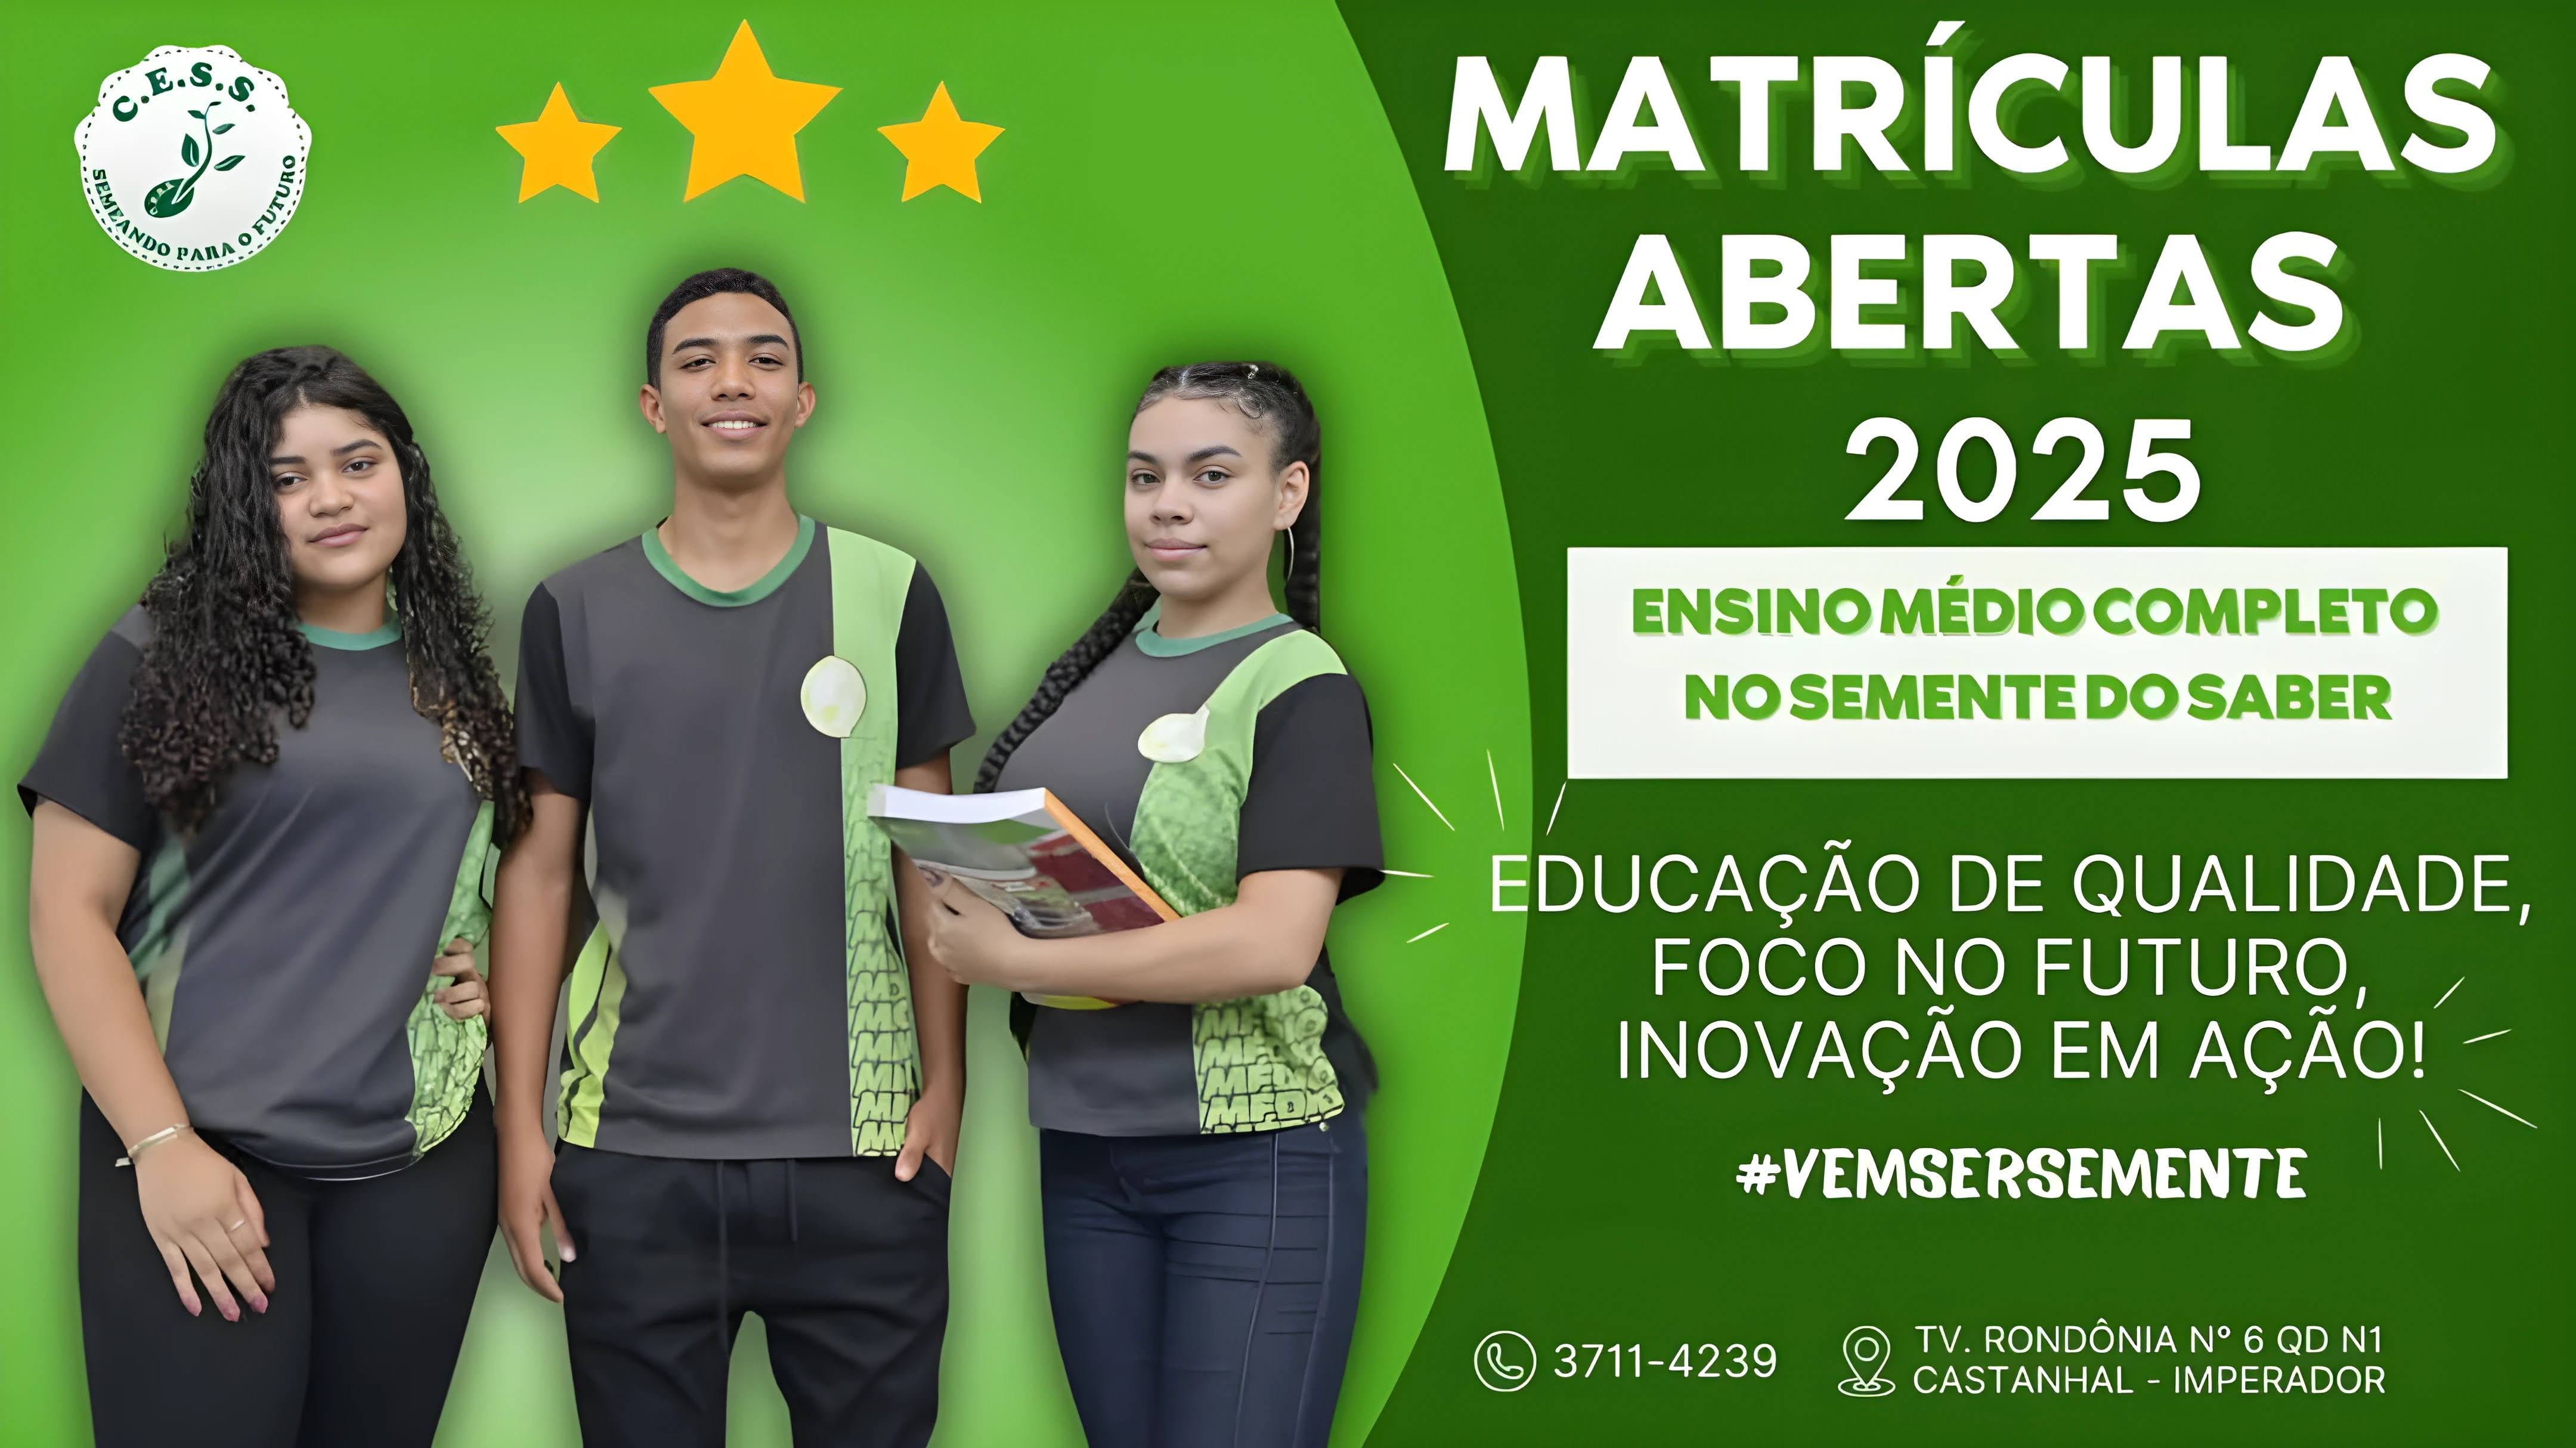 C.E.S.S.
SEMEANDO PARA O FUTURO
MATRÍCULAS
ABERTAS
2025
ENSINO MÉDIO COMPLETO
NO SEMENTE DO SABER
EDUCAÇÃO DE QUALIDADE,
FOCO NO FUTURO,
INOVAÇÃO EM AÇÃO!
#VEMSERSEMENTE
3711-4239
TV. RONDÔNIA Nº 6 QD N1
CASTANHAL - IMPERADOR